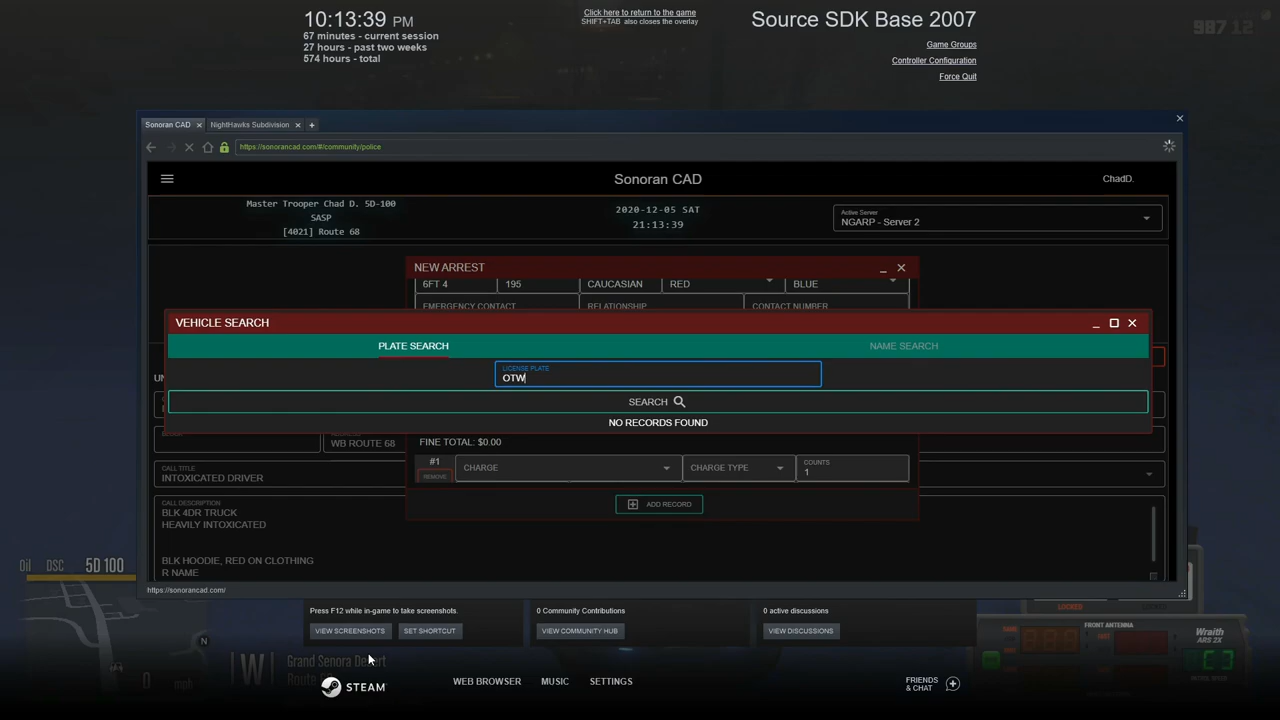 10:13:39 PM
67 minutes - current session
27 hours - past two weeks
574 hours - total
Click here to return to the game
SHIFT+TAB also closes the overlay
Source SDK Base 2007
Game Groups
Controller Configuration
Force Quit
987 12
Sonoran CAD
NightHawks Subdivision
https://sonorancad.com/#/community/police
Sonoran CAD
ChadD.
Master Trooper Chad D. 5D-100
SASP
[4021] Route 68
2020-12-05 SAT
21:13:39
Active Server
NGARP - Server 2
NEW ARREST
6FT 4 195 CAUCASIAN RED BLUE
EMERGENCY CONTACT RELATIONSHIP CONTACT NUMBER
VEHICLE SEARCH
PLATE SEARCH NAME SEARCH
LICENSE PLATE
OTW
SEARCH
NO RECORDS FOUND
WB ROUTE 68
FINE TOTAL: $0.00
#1
REMOVE
CHARGE
CHARGE TYPE
COUNTS
1
CALL TITLE
INTOXICATED DRIVER
ADD RECORD
CALL DESCRIPTION
BLK 4DR TRUCK
HEAVILY INTOXICATED
BLK HOODIE, RED ON CLOTHING
R NAME
https://sonorancad.com/
Oil DSC 5D 100
Press F12 while in-game to take screenshots.
VIEW SCREENSHOTS SET SHORTCUT
0 Community Contributions
VIEW COMMUNITY HUB
0 active discussions
VIEW DISCUSSIONS
LOCKED
FRONT ANTENNA
Wraith
ARS 2X
N
0 mph
W
Grand Senora Desert
Route
STEAM
WEB BROWSER MUSIC SETTINGS
FRIENDS
& CHAT